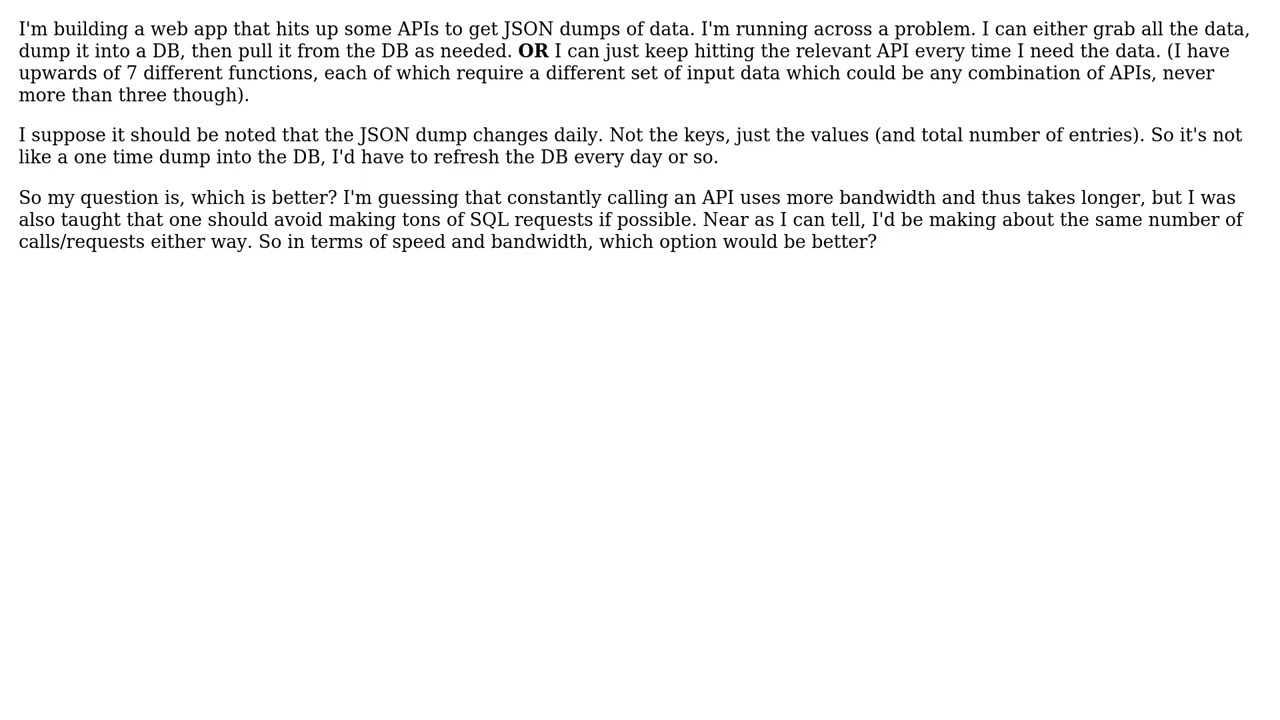 I'm building a web app that hits up some APIs to get JSON dumps of data. I'm running across a problem. I can either grab all the data,
dump it into a DB, then pull it from the DB as needed. OR I can just keep hitting the relevant API every time I need the data. (I have
upwards of 7 different functions, each of which require a different set of input data which could be any combination of APIs, never
more than three though).
I suppose it should be noted that the JSON dump changes daily. Not the keys, just the values (and total number of entries). So it's not
like a one time dump into the DB, I'd have to refresh the DB every day or so.
So my question is, which is better? I'm guessing that constantly calling an API uses more bandwidth and thus takes longer, but I was
also taught that one should avoid making tons of SQL requests if possible. Near as I can tell, I'd be making about the same number of
calls/requests either way. So in terms of speed and bandwidth, which option would be better?